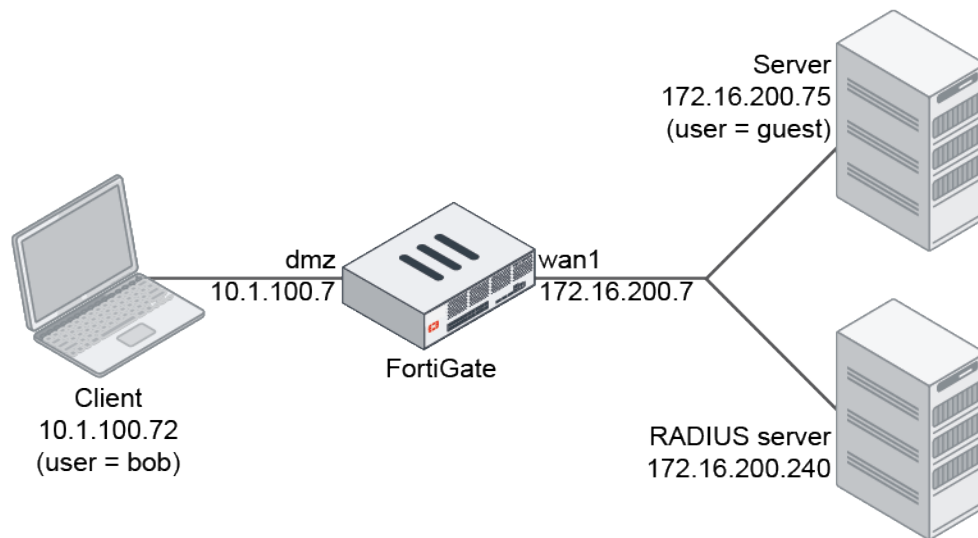 Server
172.16.200.75
(user = guest)
dmz
10.1.100.7
wan1
172.16.200.7
FortiGate
Client
10.1.100.72
(user = bob)
RADIUS server
172.16.200.240